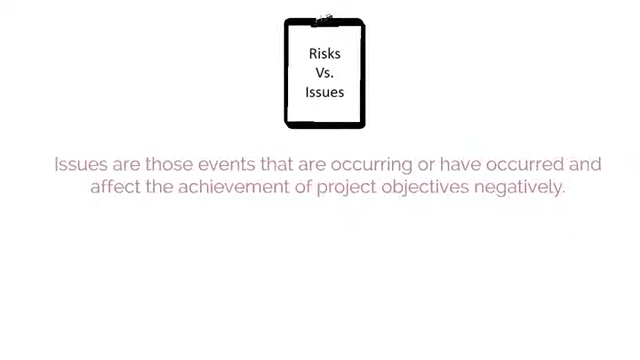 Risks
Vs.
Issues
Issues are those events that are occurring or have occurred and
affect the achievement of project objectives negatively.